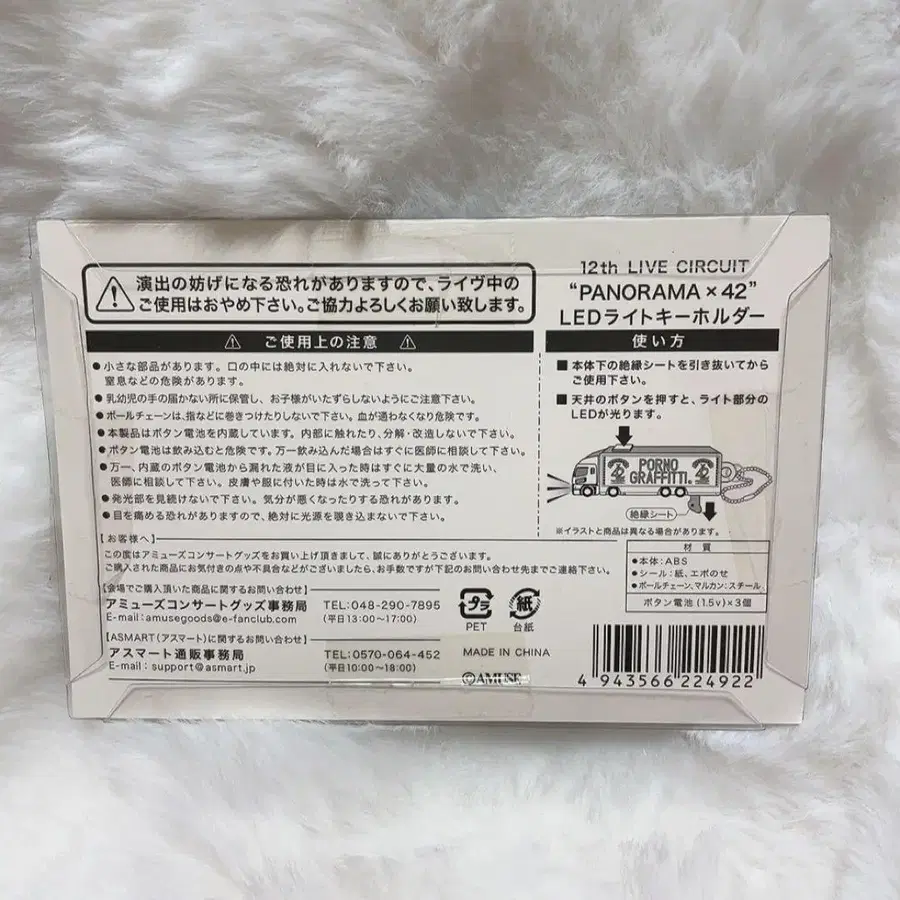 演出の妨げになる恐れがありますので、ライヴ中の
ご使用はおやめ下さい。ご協力よろしくお願い致します。
ご使用上の注意
●小さな部品があります。口の中には絶対に入れないで下さい。
窒息などの危険があります。
●乳幼児の手の届かない所に保管し、お子様がいたずらしないようにご注意下さい。
●ボールチェーンは、指などに巻きつけたりしないで下さい。血が通わなくなり危険です。
●本製品はボタン電池を内蔵しています。内部に触れたり、分解・改造しないで下さい。
●ボタン電池は飲み込むと危険です。万一飲み込んだ場合はすぐに医師に相談して下さい。
●万一、内蔵のボタン電池から漏れた液が目に入った時はすぐに大量の水で洗い、
医師に相談して下さい。皮膚や服に付いた時は水で洗って下さい。
●発光部を見続けないで下さい。気分が悪くなったりする恐れがあります。
●目を痛める恐れがありますので、絶対に光源を覗き込まないで下さい。
【お客様へ】
この度はアミューズコンサートグッズをお買い上げ頂きまして、誠にありがとうございます。
ご購入された商品にお気付きの点や不具合などがございましたら、お手数ですが下記のお問い合わせ先までご連絡下さい。
【会場でご購入頂いた商品に関するお問い合わせ】
アミューズコンサートグッズ事務局 TEL:048-290-7895
E-mail:amusegoods@e-fanclub.com (平日13:00〜17:00)
【ASMART(アスマート)に関するお問い合わせ】
アスマート通販事務局 TEL:0570-064-452
E-mail : support@asmart.jp (平日10:00〜18:00)
プラ
PET
紙
台紙
MADE IN CHINA
©AMUSE
12th LIVE CIRCUIT
"PANORAMA × 42"
LEDライトキーホルダー
使い方
■本体下の絶縁シートを引き抜いてから
ご使用下さい。
■天井のボタンを押すと、ライト部分の
LEDが光ります。
PORNO
GRAFFITTI.
絶縁シート
※イラストと商品は異なる場合があります。
材質
●本体:ABS
●シール:紙、エポのせ
●ボールチェーン、マルカン:スチール
ボタン電池(1.5v)×3個
4 943566 224922